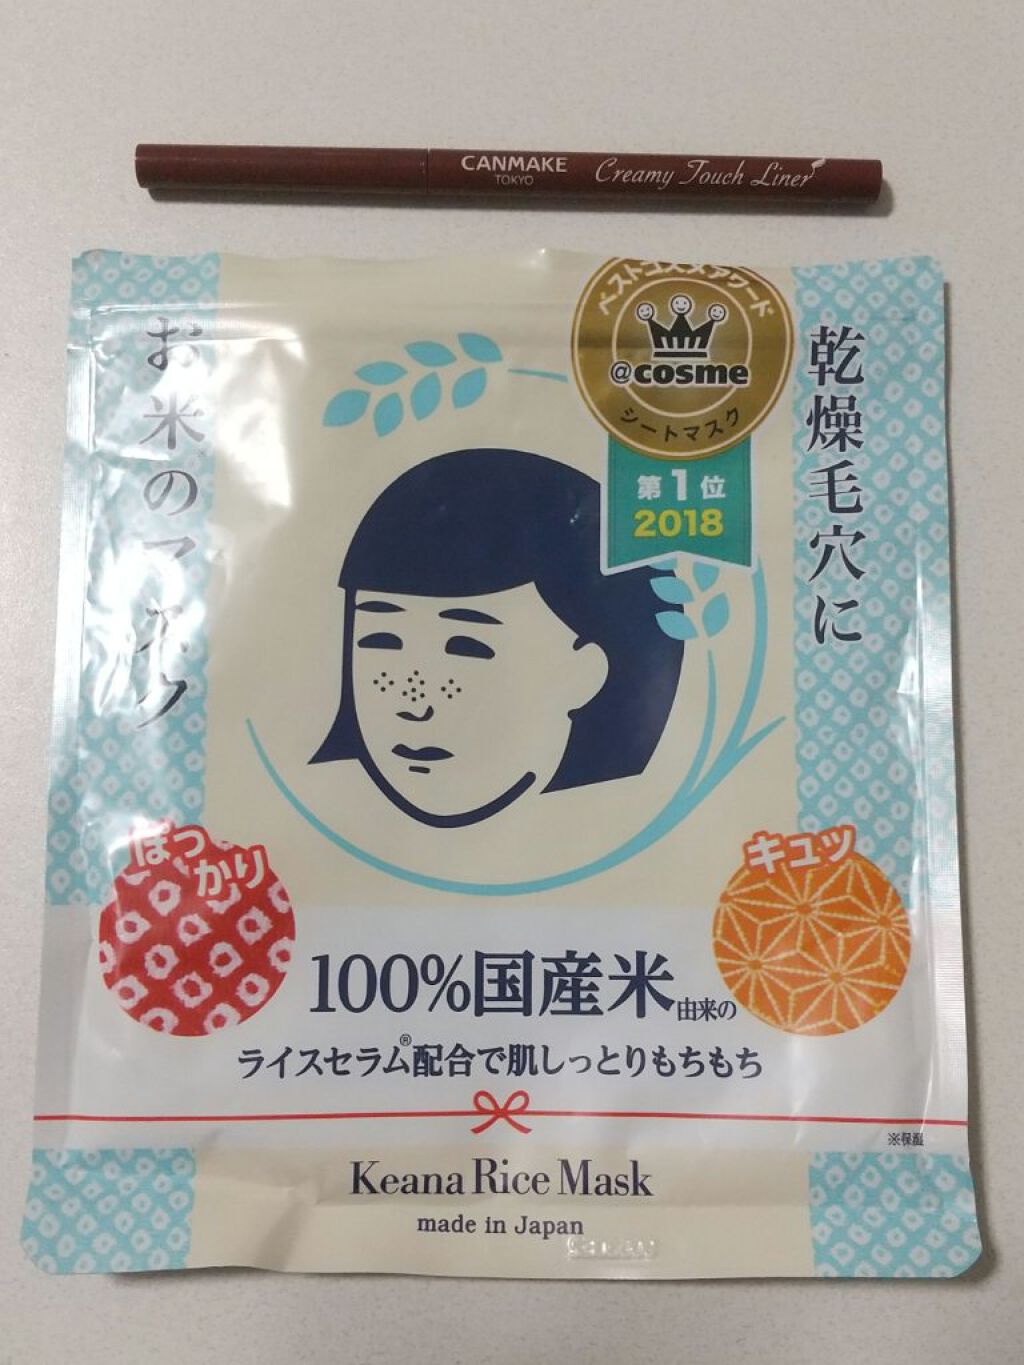 CANMAKE
TOKYO
Creamy Touch Liner
お米のマスク
ベストコスメアワード
@cosme
シートマスク
第1位
2018
乾燥毛穴に
ぽっかり
キュッ
100%国産米由来の
ライスセラム®配合で肌しっとりもちもち
※保湿
Keana Rice Mask
made in Japan